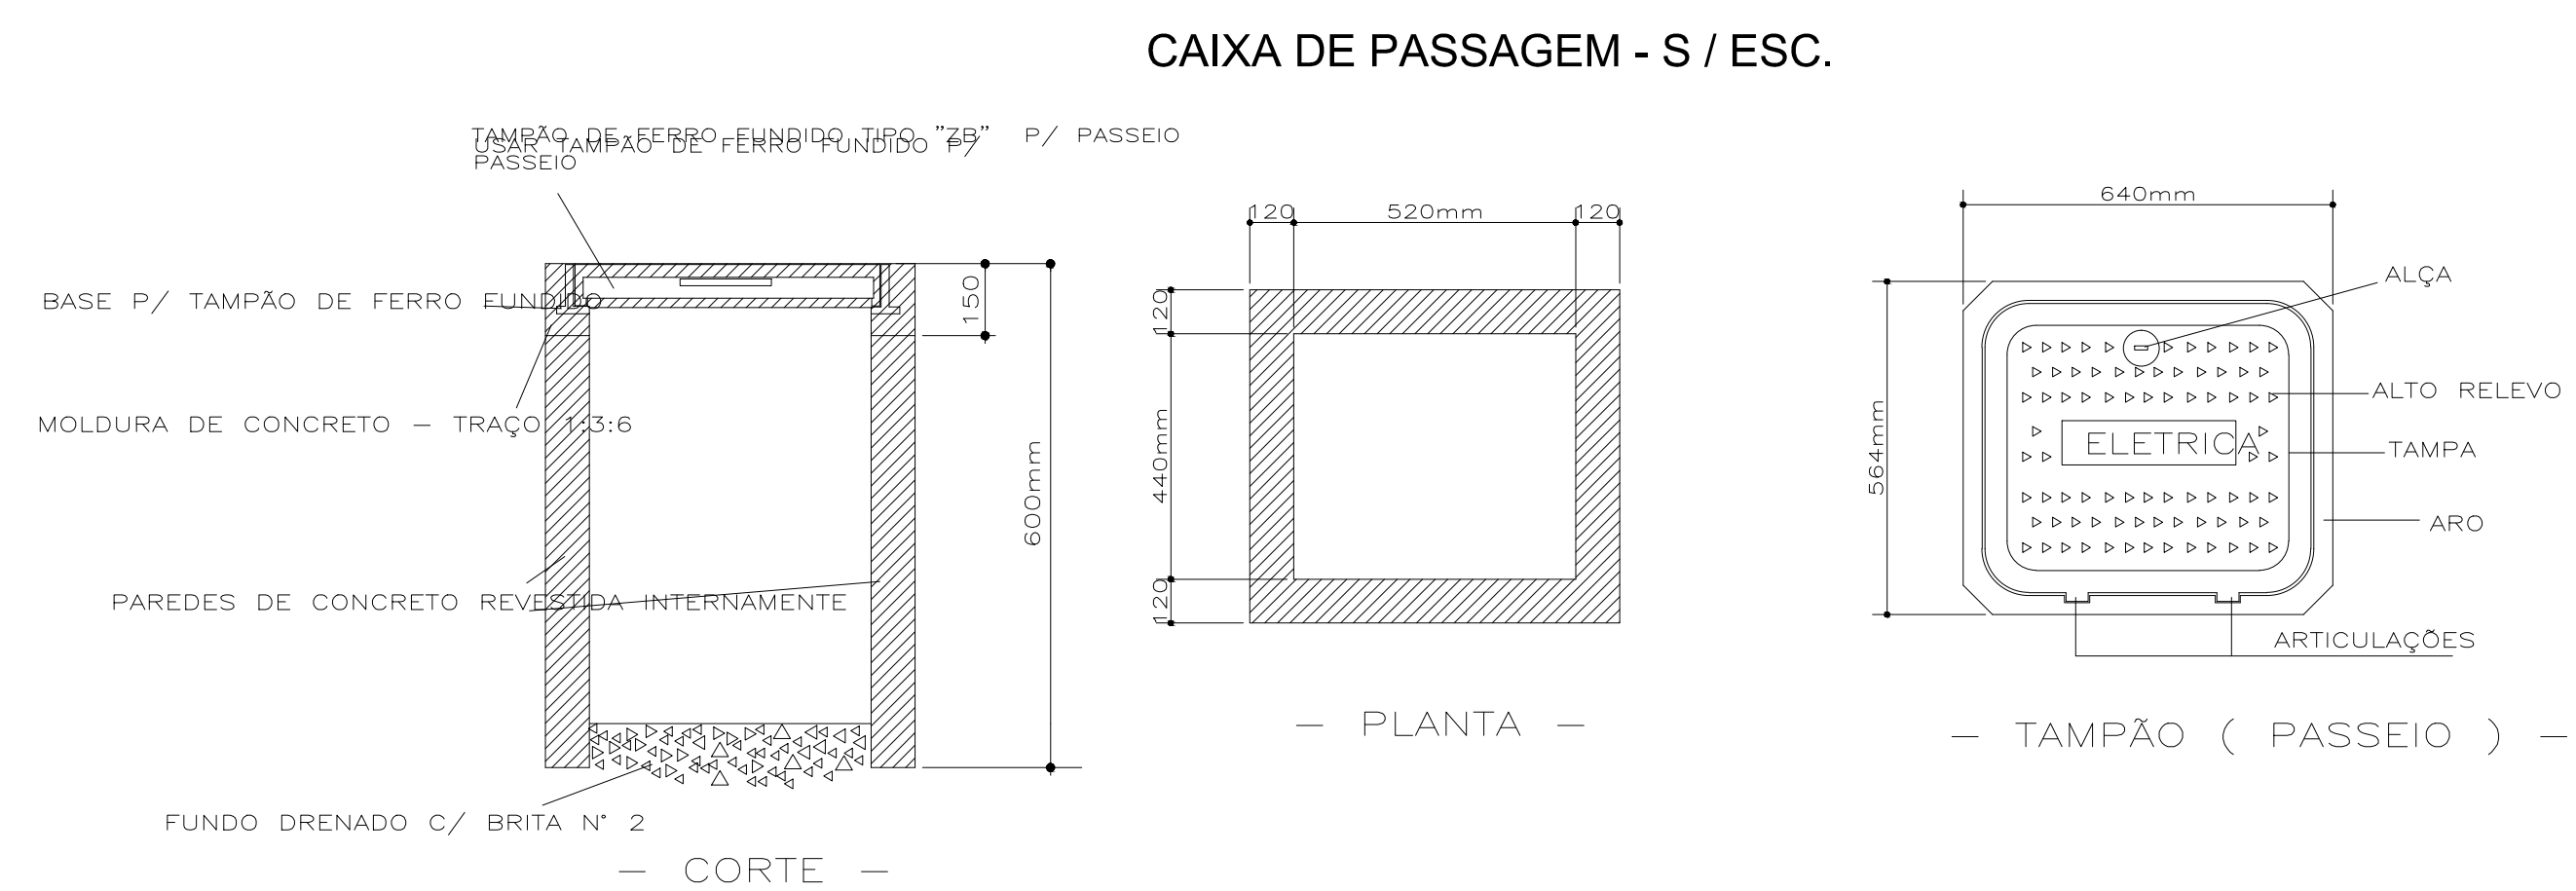 CAIXA DE PASSAGEM - S / ESC.
TAMPÃO DE FERRO FUNDIDO TIPO "ZB" P/ PASSEIO
USAR TAMPÃO DE FERRO FUNDIDO P/
PASSEIO
BASE P/ TAMPÃO DE FERRO FUNDIDO
MOLDURA DE CONCRETO — TRAÇO 1:3:6
PAREDES DE CONCRETO REVESTIDA INTERNAMENTE
FUNDO DRENADO C/ BRITA N° 2
150
600mm
— CORTE —
120
520mm
120
120
440mm
120
— PLANTA —
640mm
564mm
ALÇA
ALTO RELEVO
ELETRICA
TAMPA
ARO
ARTICULAÇÕES
— TAMPÃO ( PASSEIO ) —